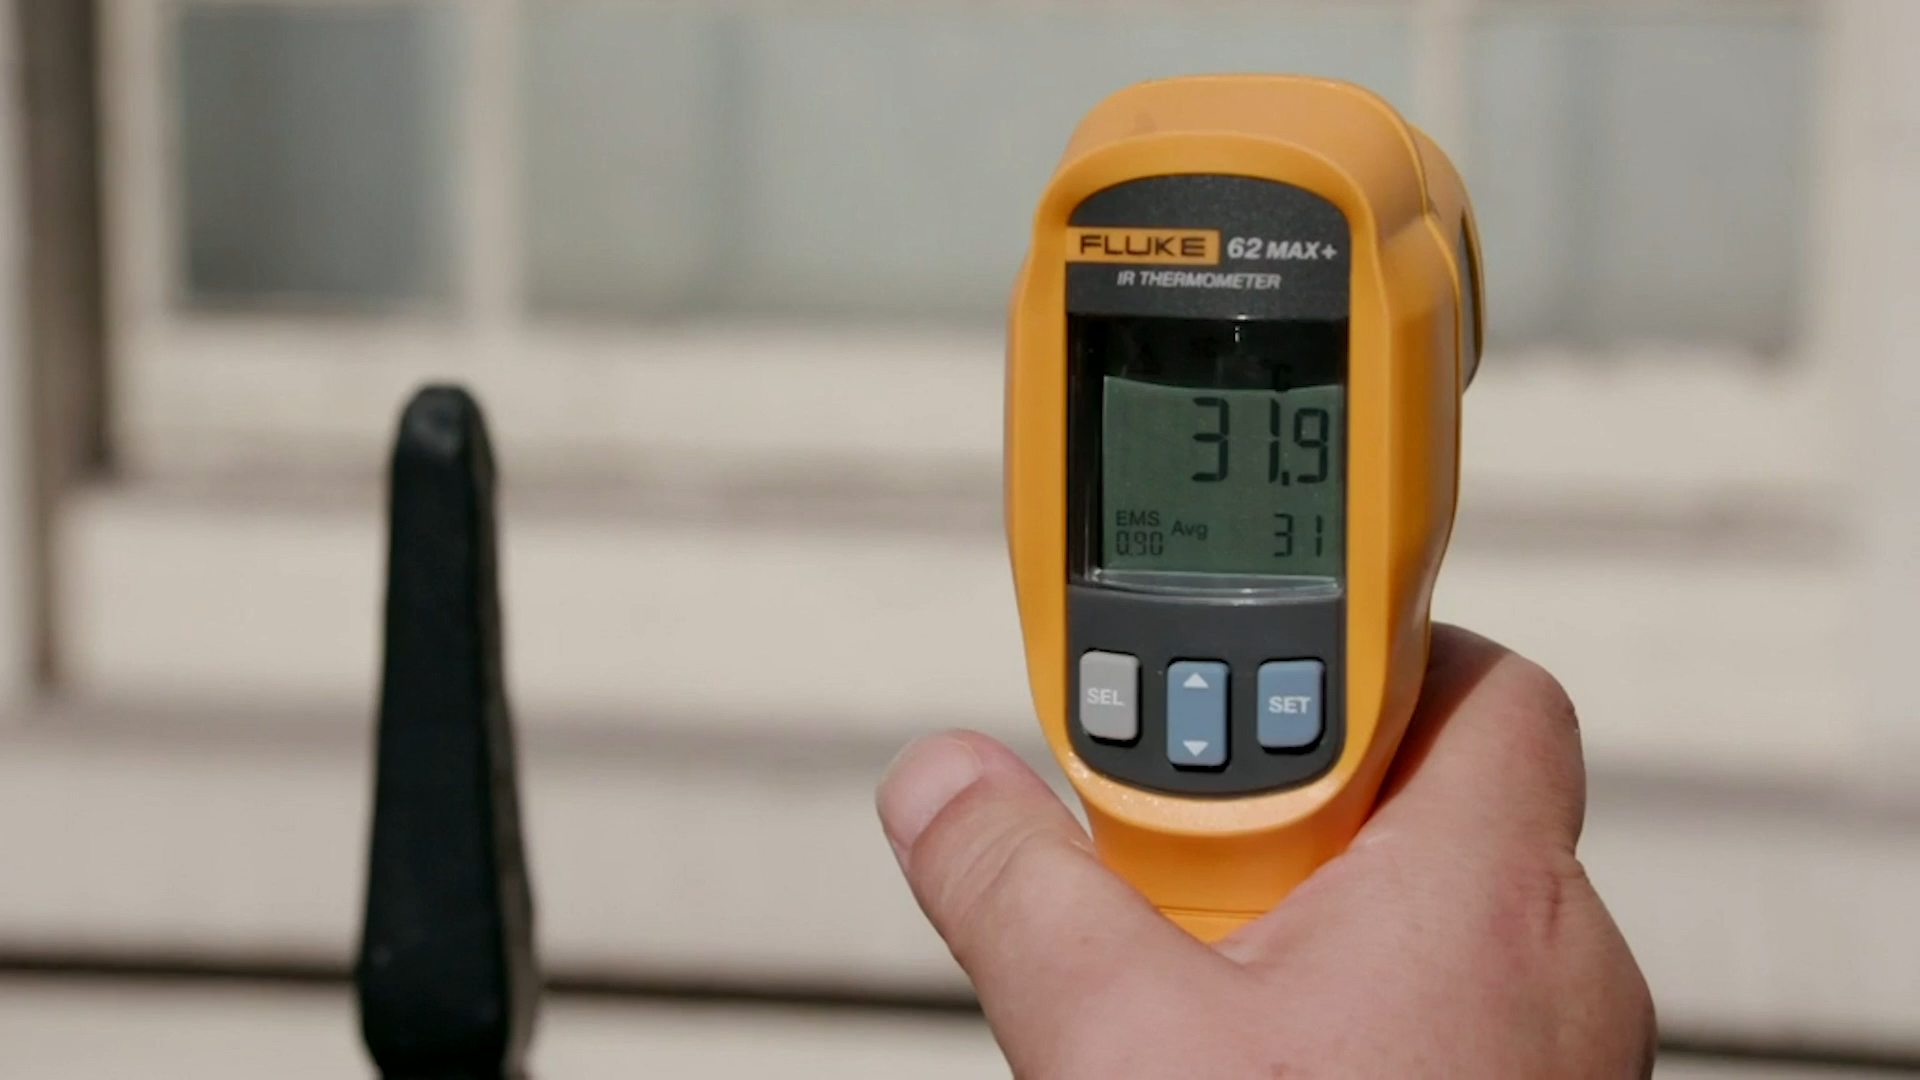 FLUKE 62 MAX+
IR THERMOMETER
°C
31.9
EMS Avg 31
0.90
SEL SET